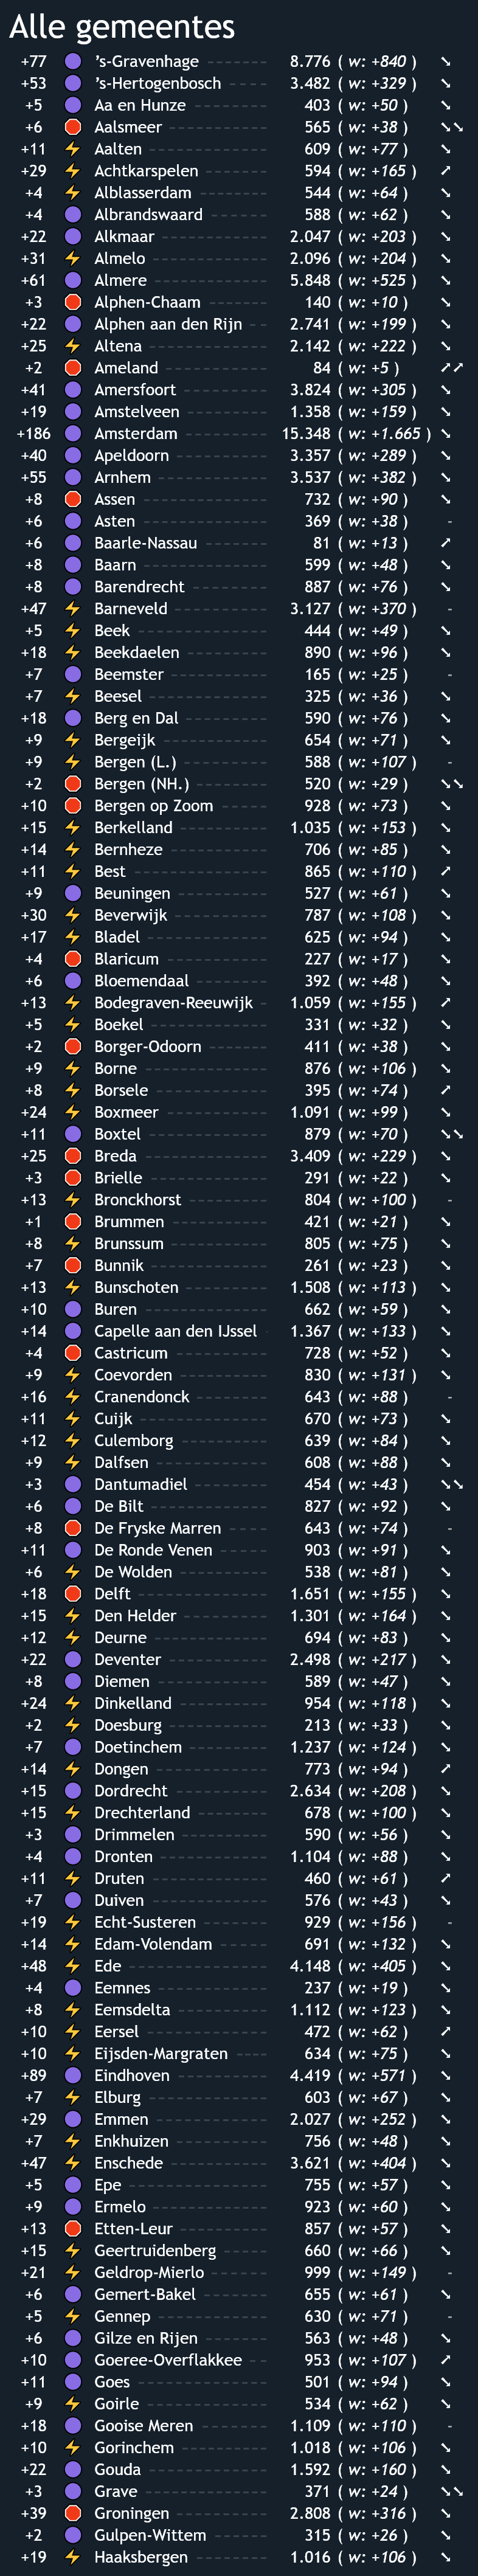 Alle gemeentes
+77 's-Gravenhage 8.776 ( w: +840 )
+53 's-Hertogenbosch 3.482 ( w: +329 )
+5 Aa en Hunze 403 ( w: +50 )
+6 Aalsmeer 565 ( w: +38 )
+11 Aalten 609 ( w: +77 )
+29 Achtkarspelen 594 ( w: +165 )
+4 Alblasserdam 544 ( w: +64 )
+4 Albrandswaard 588 ( w: +62 )
+22 Alkmaar 2.047 ( w: +203 )
+31 Almelo 2.096 ( w: +204 )
+61 Almere 5.848 ( w: +525 )
+3 Alphen-Chaam 140 ( w: +10 )
+22 Alphen aan den Rijn 2.741 ( w: +199 )
+25 Altena 2.142 ( w: +222 )
+2 Ameland 84 ( w: +5 )
+41 Amersfoort 3.824 ( w: +305 )
+19 Amstelveen 1.358 ( w: +159 )
+186 Amsterdam 15.348 ( w: +1.665 )
+40 Apeldoorn 3.357 ( w: +289 )
+55 Arnhem 3.537 ( w: +382 )
+8 Assen 732 ( w: +90 )
+6 Asten 369 ( w: +38 )
+6 Baarle-Nassau 81 ( w: +13 )
+8 Baarn 599 ( w: +48 )
+8 Barendrecht 887 ( w: +76 )
+47 Barneveld 3.127 ( w: +370 )
+5 Beek 444 ( w: +49 )
+18 Beekdaelen 890 ( w: +96 )
+7 Beemster 165 ( w: +25 )
+7 Beesel 325 ( w: +36 )
+18 Berg en Dal 590 ( w: +76 )
+9 Bergeijk 654 ( w: +71 )
+9 Bergen (L.) 588 ( w: +107 )
+2 Bergen (NH.) 520 ( w: +29 )
+10 Bergen op Zoom 928 ( w: +73 )
+15 Berkelland 1.035 ( w: +153 )
+14 Bernheze 706 ( w: +85 )
+11 Best 865 ( w: +110 )
+9 Beuningen 527 ( w: +61 )
+30 Beverwijk 787 ( w: +108 )
+17 Bladel 625 ( w: +94 )
+4 Blaricum 227 ( w: +17 )
+6 Bloemendaal 392 ( w: +48 )
+13 Bodegraven-Reeuwijk 1.059 ( w: +155 )
+5 Boekel 331 ( w: +32 )
+2 Borger-Odoorn 411 ( w: +38 )
+9 Borne 876 ( w: +106 )
+8 Borsele 395 ( w: +74 )
+24 Boxmeer 1.091 ( w: +99 )
+11 Boxtel 879 ( w: +70 )
+25 Breda 3.409 ( w: +229 )
+3 Brielle 291 ( w: +22 )
+13 Bronckhorst 804 ( w: +100 )
+1 Brummen 421 ( w: +21 )
+8 Brunssum 805 ( w: +75 )
+7 Bunnik 261 ( w: +23 )
+13 Bunschoten 1.508 ( w: +113 )
+10 Buren 662 ( w: +59 )
+14 Capelle aan den IJssel 1.367 ( w: +133 )
+4 Castricum 728 ( w: +52 )
+9 Coevorden 830 ( w: +131 )
+16 Cranendonck 643 ( w: +88 )
+11 Cuijk 670 ( w: +73 )
+12 Culemborg 639 ( w: +84 )
+9 Dalfsen 608 ( w: +88 )
+3 Dantumadiel 454 ( w: +43 )
+6 De Bilt 827 ( w: +92 )
+8 De Fryske Marren 643 ( w: +74 )
+11 De Ronde Venen 903 ( w: +91 )
+6 De Wolden 538 ( w: +81 )
+18 Delft 1.651 ( w: +155 )
+15 Den Helder 1.301 ( w: +164 )
+12 Deurne 694 ( w: +83 )
+22 Deventer 2.498 ( w: +217 )
+8 Diemen 589 ( w: +47 )
+24 Dinkelland 954 ( w: +118 )
+2 Doesburg 213 ( w: +33 )
+7 Doetinchem 1.237 ( w: +124 )
+14 Dongen 773 ( w: +94 )
+15 Dordrecht 2.634 ( w: +208 )
+15 Drechterland 678 ( w: +100 )
+3 Drimmelen 590 ( w: +56 )
+4 Dronten 1.104 ( w: +88 )
+11 Druten 460 ( w: +61 )
+7 Duiven 576 ( w: +43 )
+19 Echt-Susteren 929 ( w: +156 )
+14 Edam-Volendam 691 ( w: +132 )
+48 Ede 4.148 ( w: +405 )
+4 Eemnes 237 ( w: +19 )
+8 Eemsdelta 1.112 ( w: +123 )
+10 Eersel 472 ( w: +62 )
+10 Eijsden-Margraten 634 ( w: +75 )
+89 Eindhoven 4.419 ( w: +571 )
+7 Elburg 603 ( w: +67 )
+29 Emmen 2.027 ( w: +252 )
+7 Enkhuizen 756 ( w: +48 )
+47 Enschede 3.621 ( w: +404 )
+5 Epe 755 ( w: +57 )
+9 Ermelo 923 ( w: +60 )
+13 Etten-Leur 857 ( w: +57 )
+15 Geertruidenberg 660 ( w: +66 )
+21 Geldrop-Mierlo 999 ( w: +149 )
+6 Gemert-Bakel 655 ( w: +61 )
+5 Gennep 630 ( w: +71 )
+6 Gilze en Rijen 563 ( w: +48 )
+10 Goeree-Overflakkee 953 ( w: +107 )
+11 Goes 501 ( w: +94 )
+9 Goirle 534 ( w: +62 )
+18 Gooise Meren 1.109 ( w: +110 )
+10 Gorinchem 1.018 ( w: +106 )
+22 Gouda 1.592 ( w: +160 )
+3 Grave 371 ( w: +24 )
+39 Groningen 2.808 ( w: +316 )
+2 Gulpen-Wittem 315 ( w: +26 )
+19 Haaksbergen 1.016 ( w: +106 )